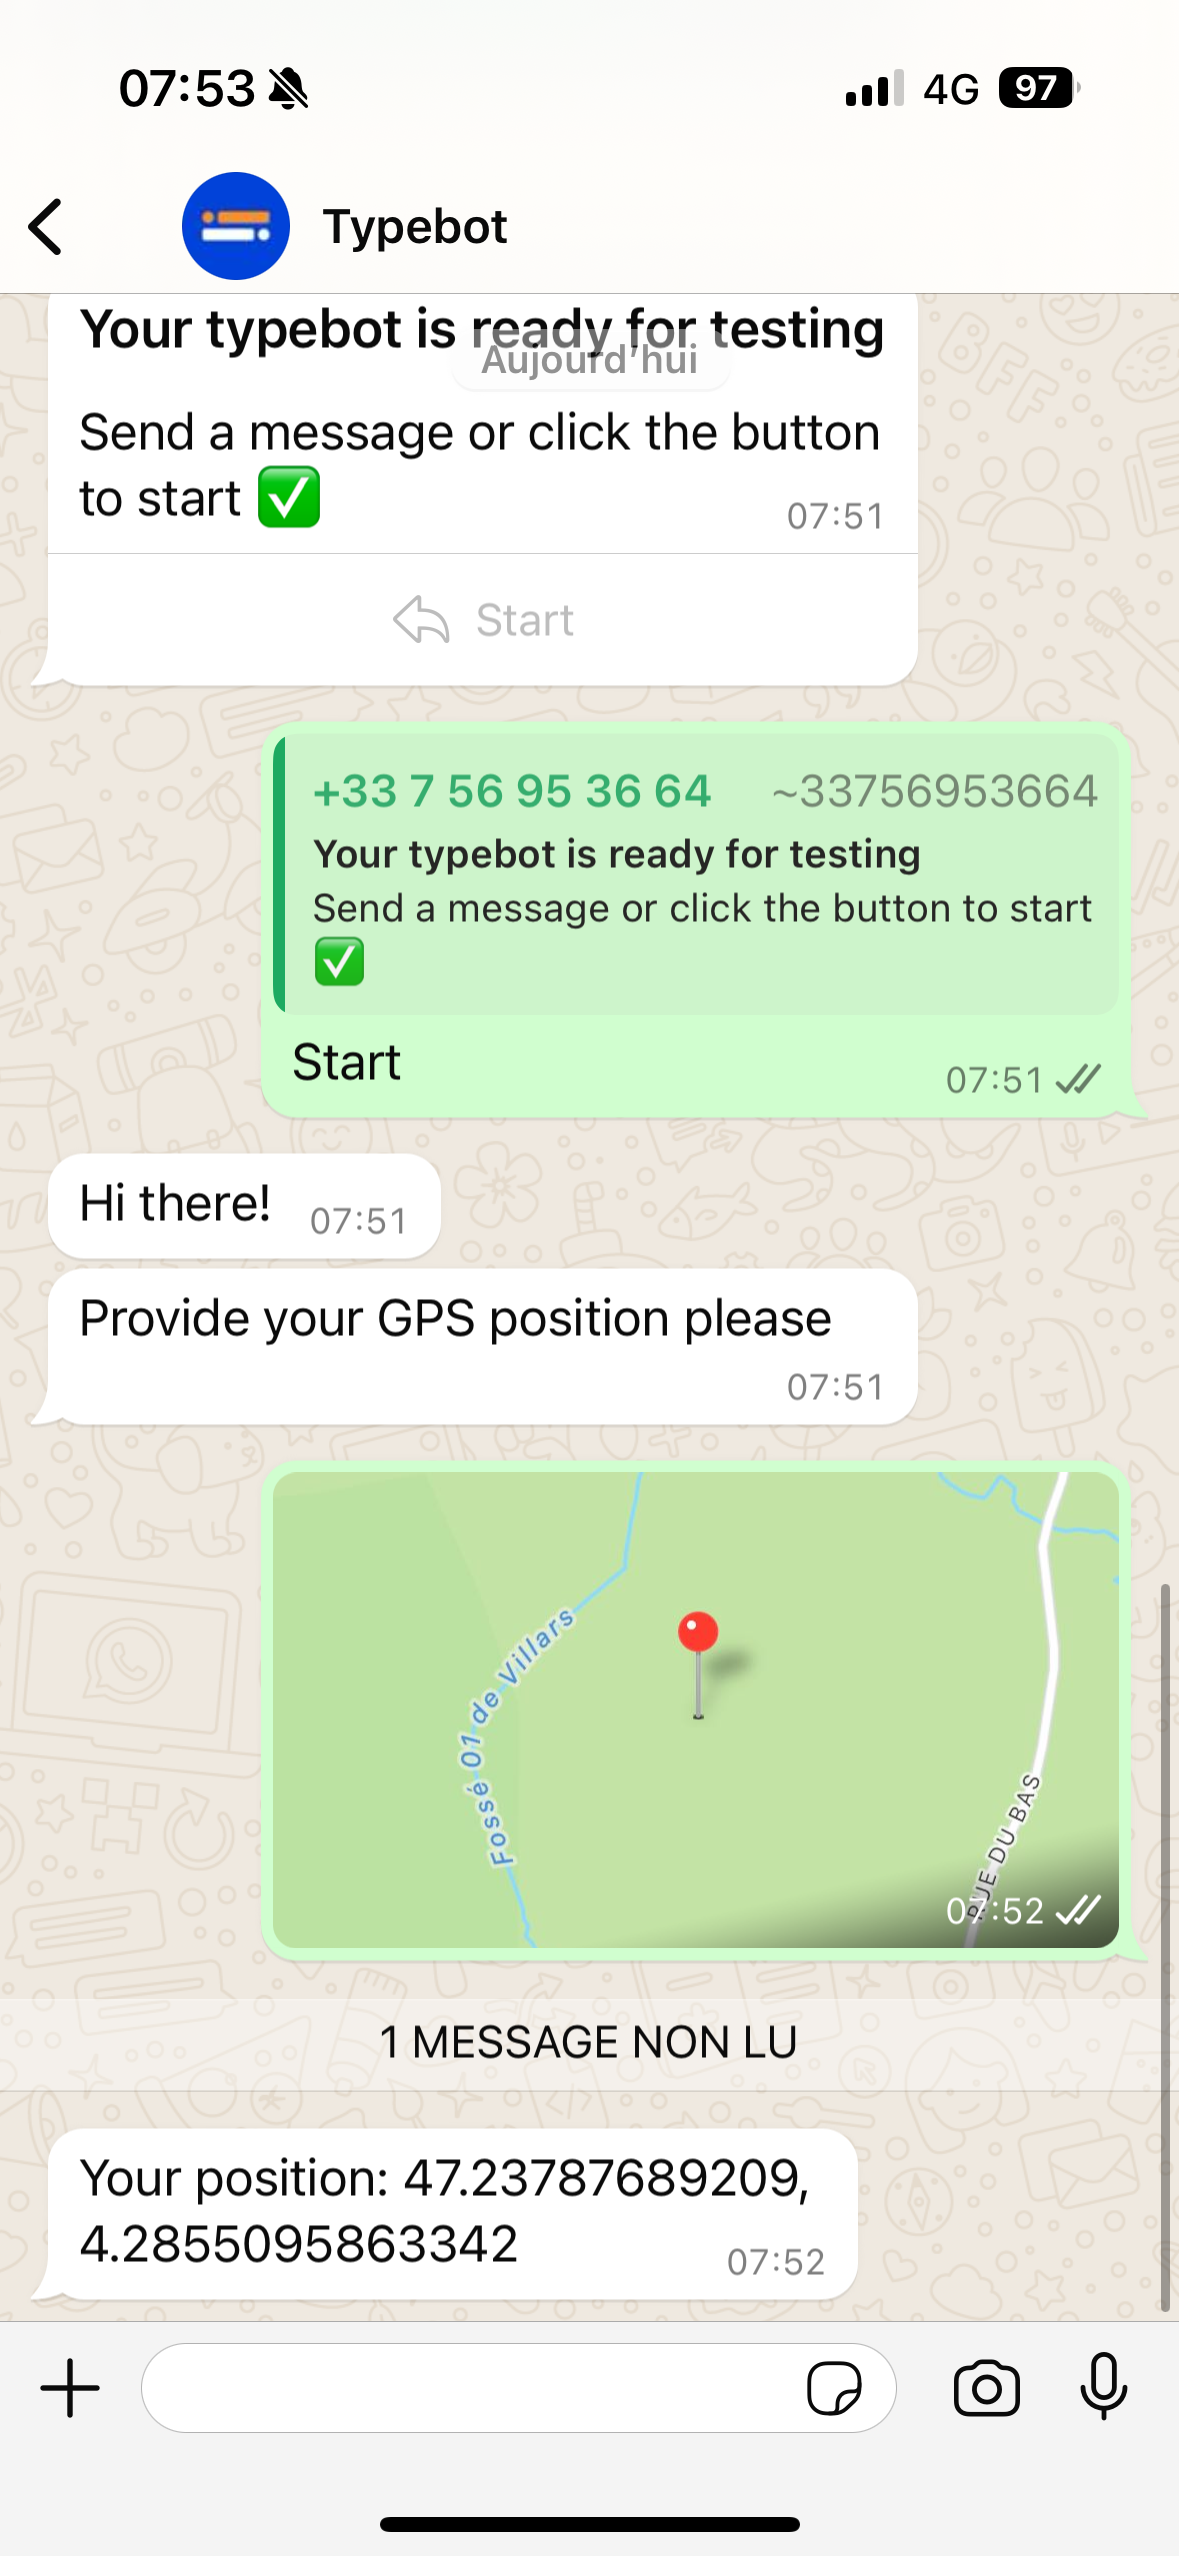 07:53
4G
97
Typebot
Your typebot is ready for testing
Aujourd'hui
Send a message or click the button
to start ✅
07:51
Start
+33 7 56 95 36 64 ~33756953664
Your typebot is ready for testing
Send a message or click the button to start
✅
Start
07:51
Hi there!
07:51
Provide your GPS position please
07:51
Fossé 01 de Villars
RUE DU BAS
07:52
1 MESSAGE NON LU
Your position: 47.23787689209,
4.2855095863342
07:52